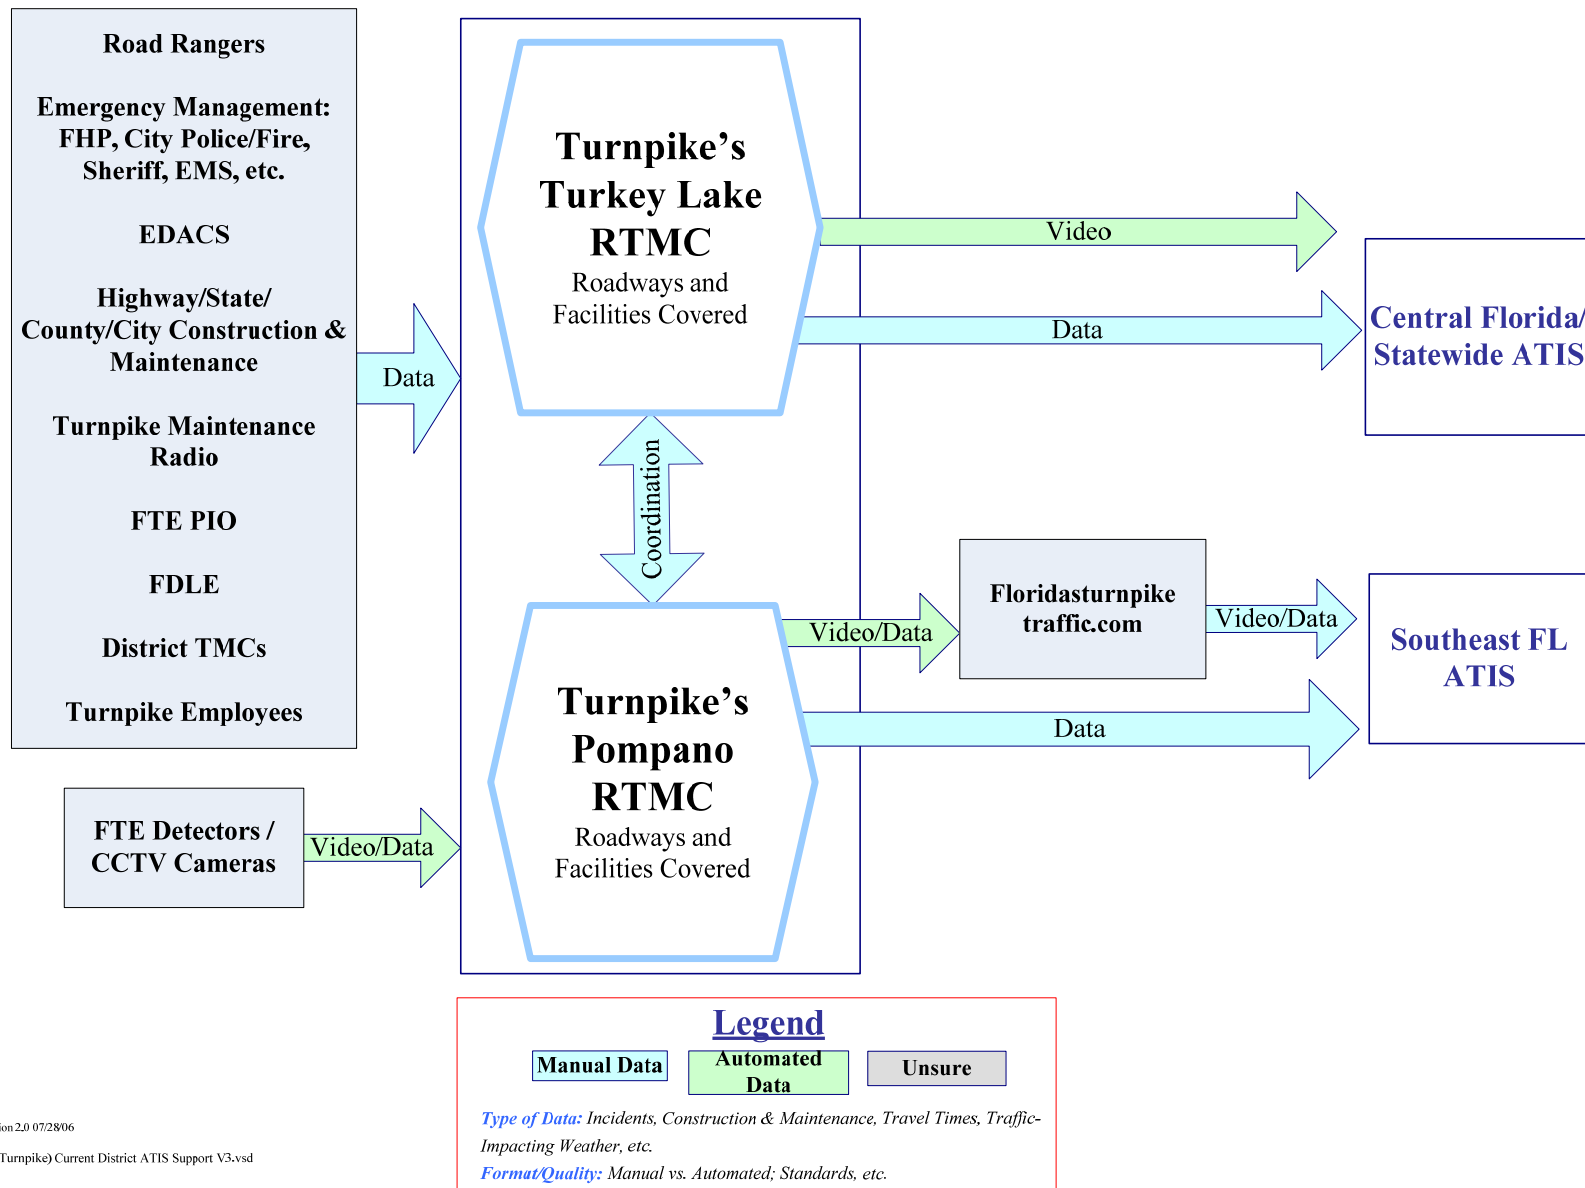 Road Rangers
Emergency Management:
FHP, City Police/Fire,
Sheriff, EMS, etc.
EDACS
Highway/State/
County/City Construction &
Maintenance
Turnpike Maintenance
Radio
FTE PIO
FDLE
District TMCs
Turnpike Employees
Data
FTE Detectors /
CCTV Cameras
Video/Data
Turnpike’s
Turkey Lake
RTMC
Roadways and
Facilities Covered
Coordination
Turnpike’s
Pompano
RTMC
Roadways and
Facilities Covered
Video
Data
Central Florida/
Statewide ATIS
Video/Data
Floridasturnpike
traffic.com
Video/Data
Data
Southeast FL
ATIS
Legend
Manual Data
Automated
Data
Unsure
Type of Data: Incidents, Construction & Maintenance, Travel Times, Traffic-
Impacting Weather, etc.
Format/Quality: Manual vs. Automated; Standards, etc.
ion 2.0 07/28/06
Turnpike) Current District ATIS Support V3.vsd